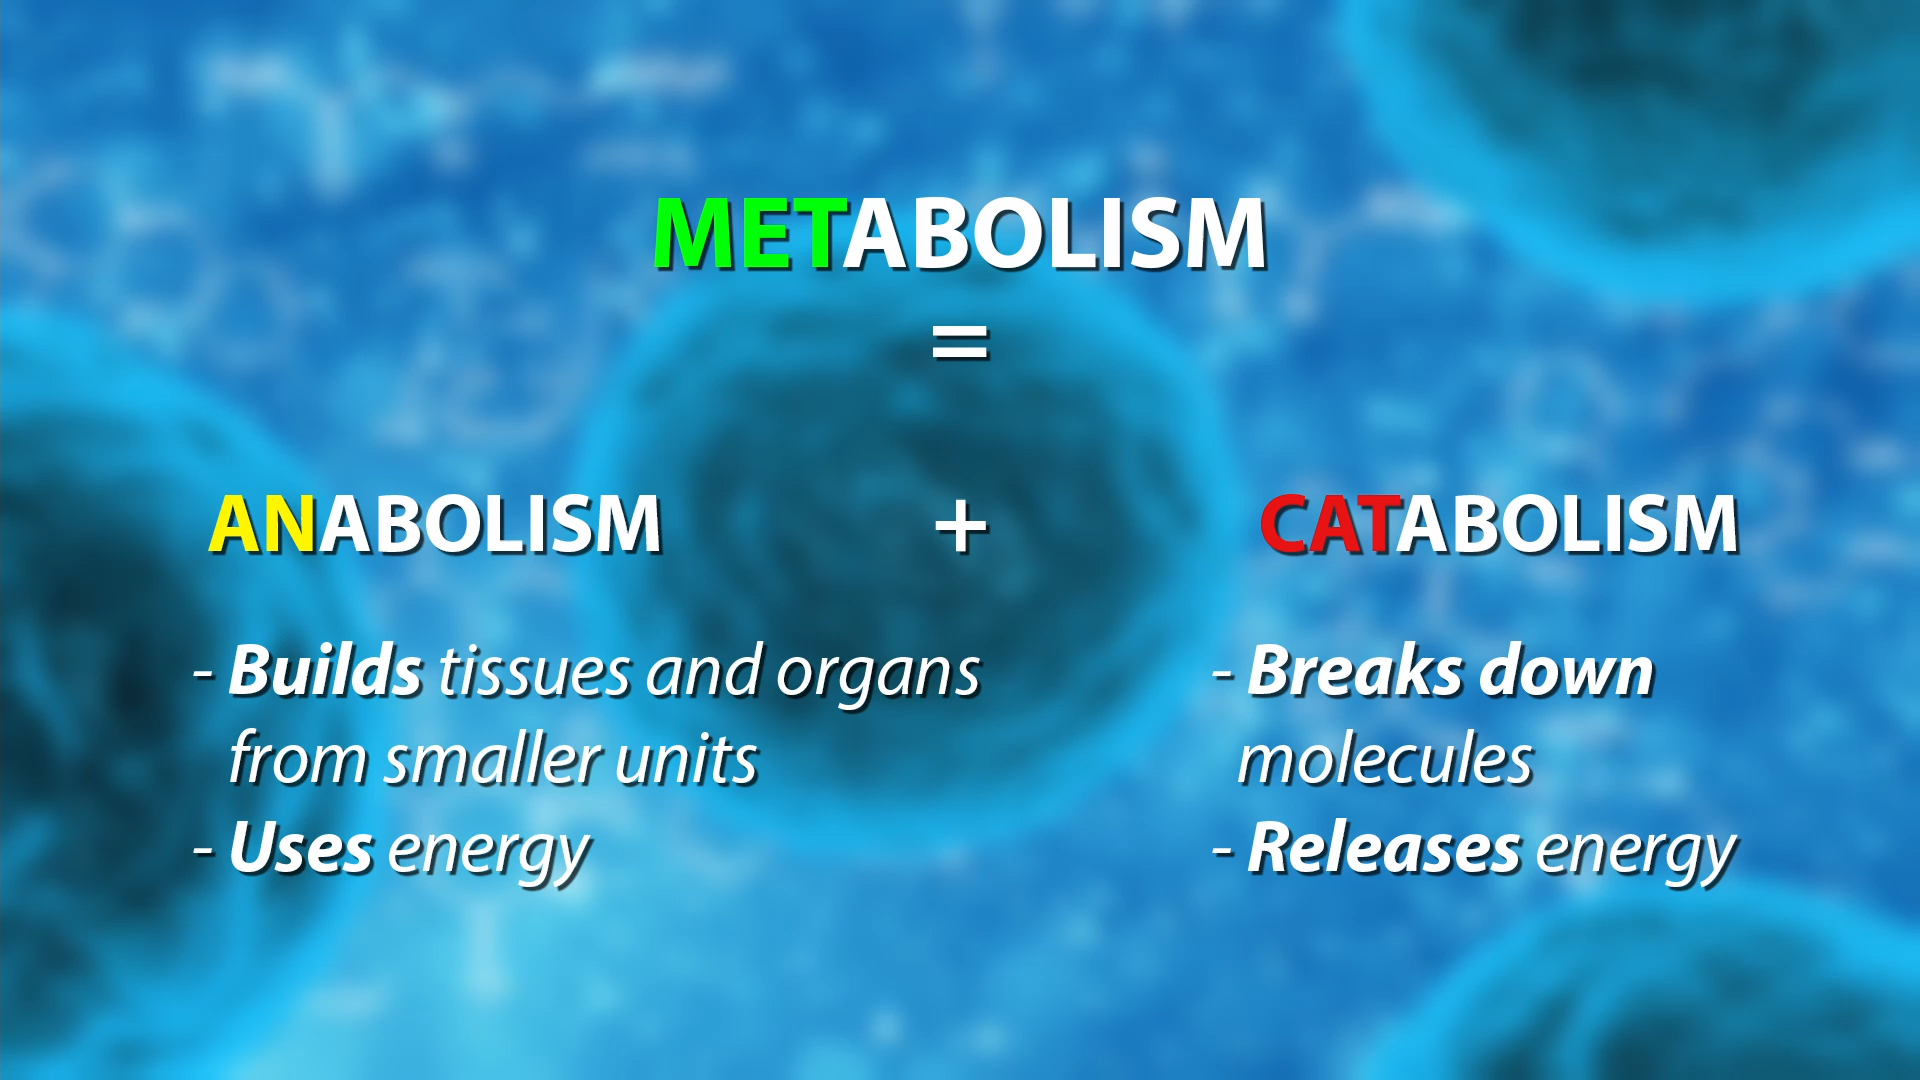 METABOLISM
=
ANABOLISM + CATABOLISM
- Builds tissues and organs
from smaller units
- Uses energy
- Breaks down
molecules
- Releases energy